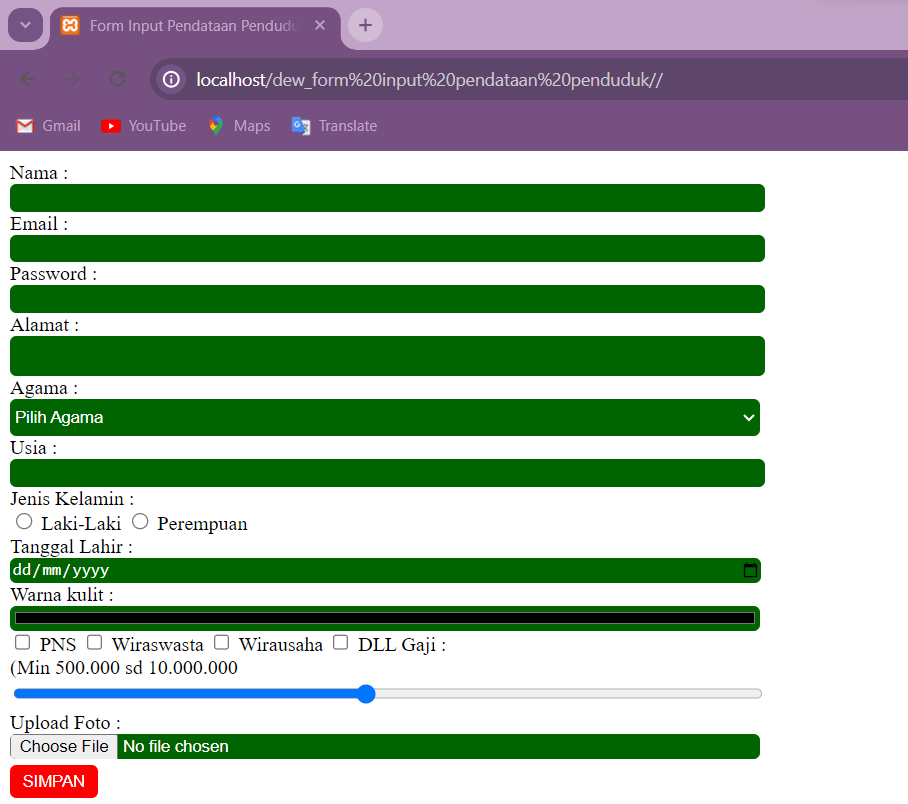 Form Input Pendataan Pendudu
localhost/dew_form%20input%20pendataan%20penduduk//
Gmail YouTube Maps Translate
Nama :
Email :
Password :
Alamat :
Agama :
Pilih Agama
Usia :
Jenis Kelamin :
Laki-Laki Perempuan
Tanggal Lahir :
dd/mm/yyyy
Warna kulit :
PNS Wiraswasta Wirausaha DLL Gaji :
(Min 500.000 sd 10.000.000
Upload Foto :
Choose File No file chosen
SIMPAN